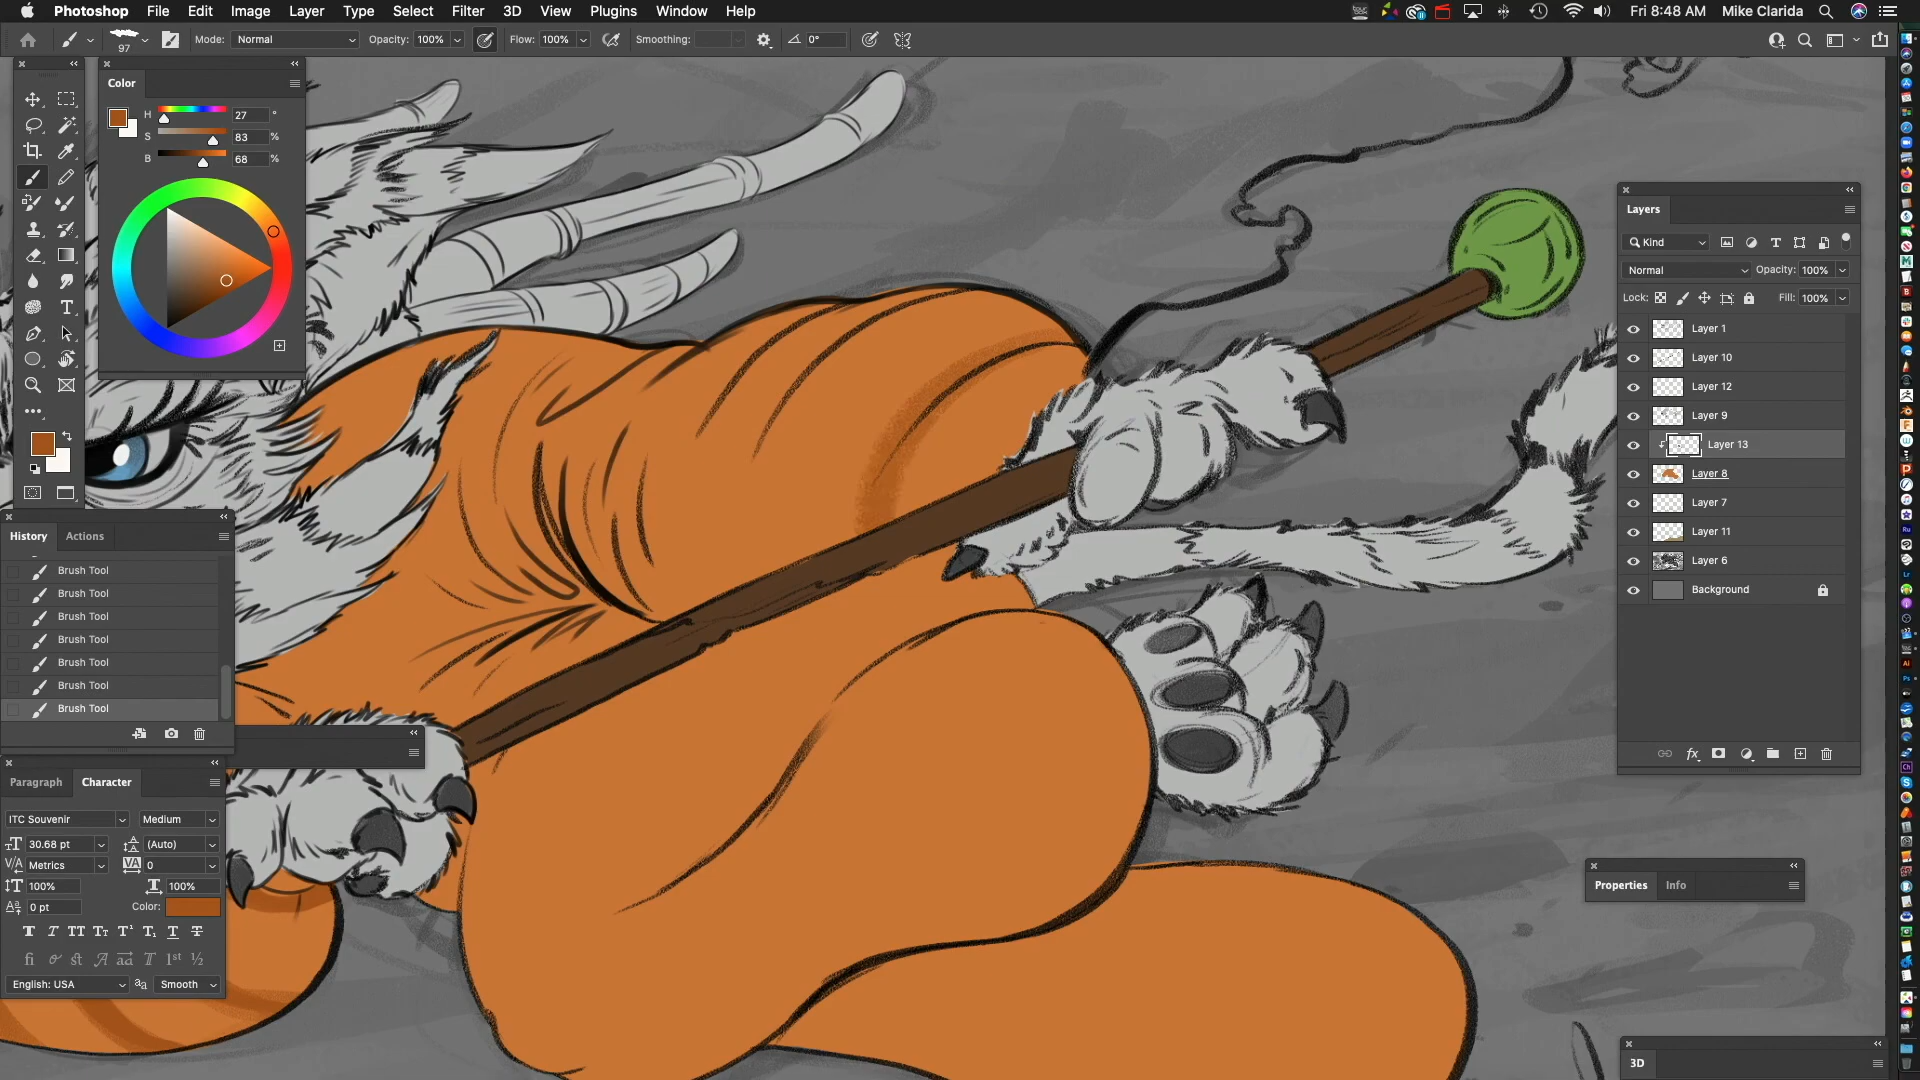 Photoshop File Edit Image Layer Type Select Filter 3D View Plugins Window Help Fri 8:48 AM Mike Clarida
97 Mode: Normal Opacity: 100% Flow: 100% Smoothing: 0°
Color
H 27 °
S 83 %
B 68 %
History Actions
Brush Tool
Brush Tool
Brush Tool
Brush Tool
Brush Tool
Brush Tool
Brush Tool
Paragraph Character
ITC Souvenir Medium
30.68 pt (Auto)
Metrics 0
100% 100%
0 pt Color:
English: USA Smooth
Layers
Kind
Normal Opacity: 100%
Lock: Fill: 100%
Layer 1
Layer 10
Layer 12
Layer 9
Layer 13
Layer 8
Layer 7
Layer 11
Layer 6
Background
Properties Info
3D